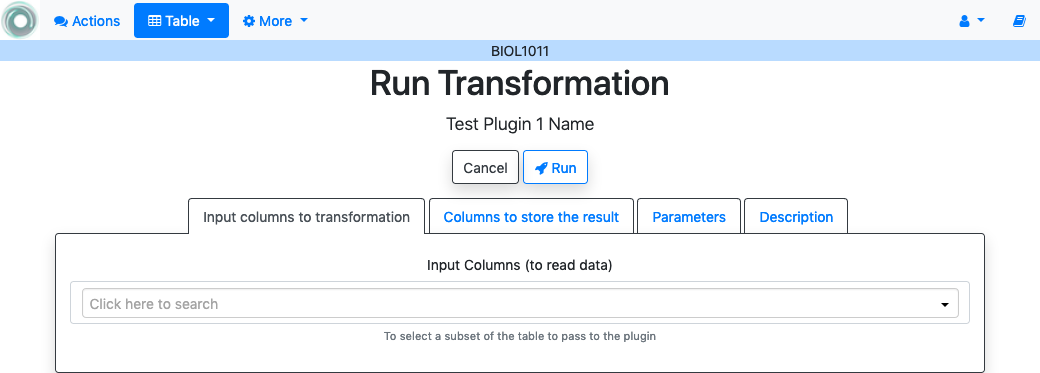 Actions Table More
BIOL1011
Run Transformation
Test Plugin 1 Name
Cancel Run
Input columns to transformation Columns to store the result Parameters Description
Input Columns (to read data)
Click here to search
To select a subset of the table to pass to the plugin